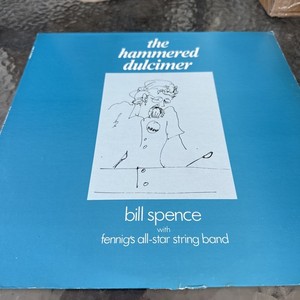 the
hammered
dulcimer
bill spence
with
fennig's all-star string band